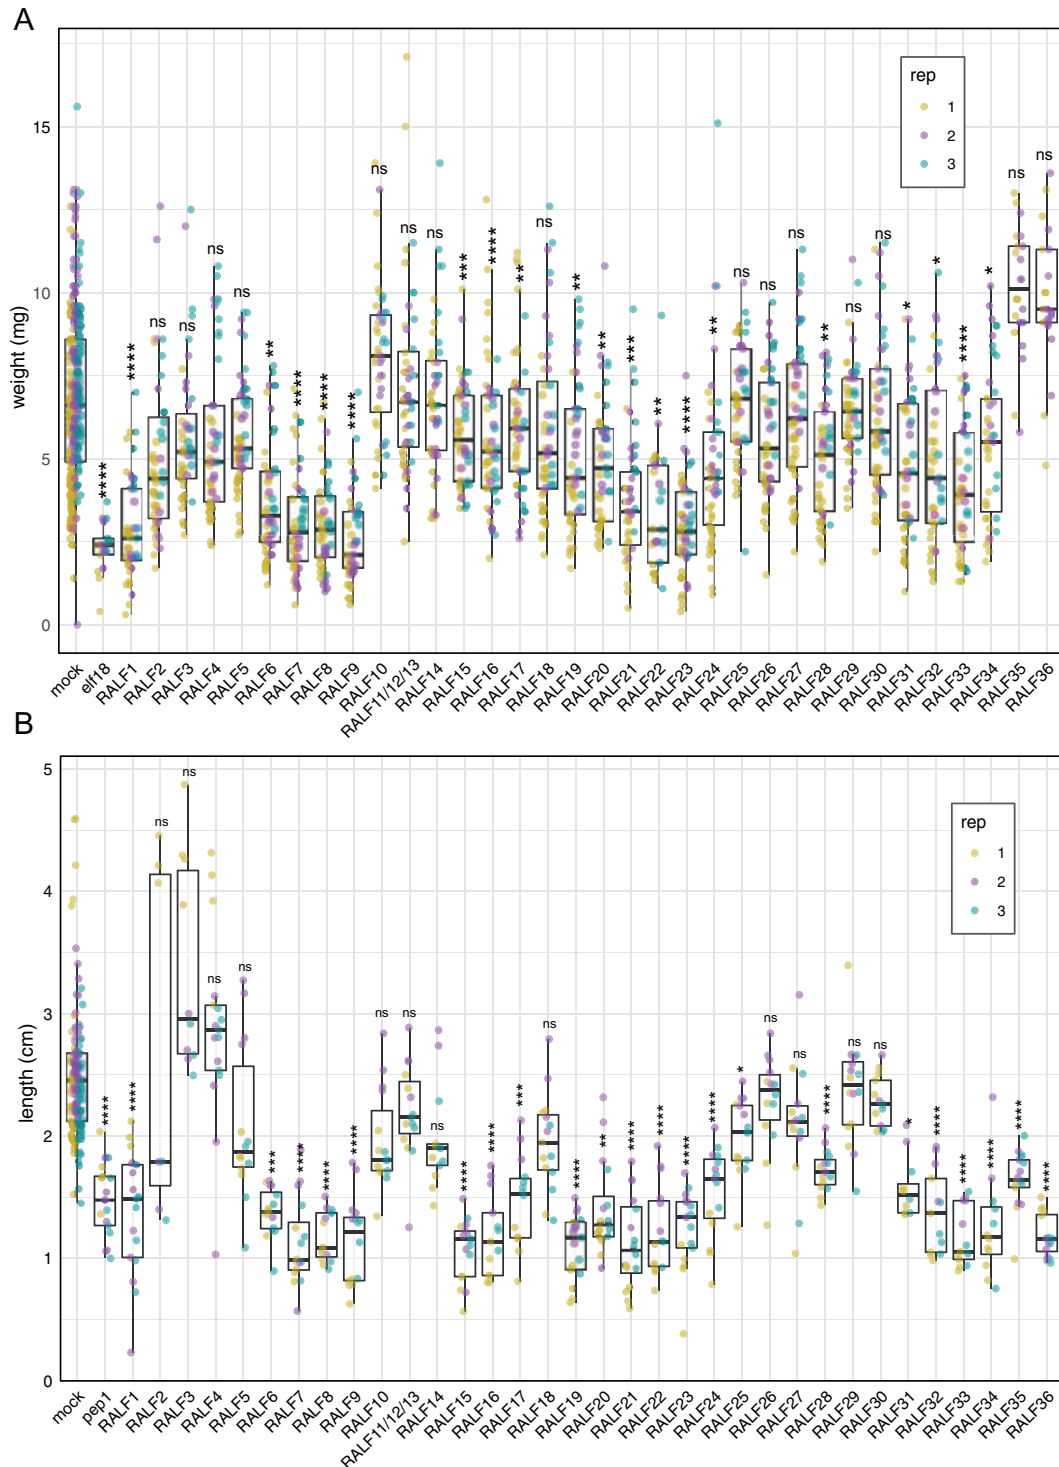 A
weight (mg)
15
10
5
0
rep
1
2
3
**** **** ns ns ns ns ** **** **** **** ns ns ns *** **** ** ns ** ** *** ** **** ** ns ns ns ** ns ns * * **** * ns ns
mock elf18 RALF1 RALF2 RALF3 RALF4 RALF5 RALF6 RALF7 RALF8 RALF9 RALF10 RALF11/12/13 RALF14 RALF15 RALF16 RALF17 RALF18 RALF19 RALF20 RALF21 RALF22 RALF23 RALF24 RALF25 RALF26 RALF27 RALF28 RALF29 RALF30 RALF31 RALF32 RALF33 RALF34 RALF35 RALF36
B
length (cm)
5
4
3
2
1
0
rep
1
2
3
**** **** ns ns ns ns **** **** **** **** ns ns ns **** **** *** ns **** ** **** **** **** **** * ns ns **** ns ns * **** **** **** **** ****
mock pep1 RALF1 RALF2 RALF3 RALF4 RALF5 RALF6 RALF7 RALF8 RALF9 RALF10 RALF11/12/13 RALF14 RALF15 RALF16 RALF17 RALF18 RALF19 RALF20 RALF21 RALF22 RALF23 RALF24 RALF25 RALF26 RALF27 RALF28 RALF29 RALF30 RALF31 RALF32 RALF33 RALF34 RALF35 RALF36